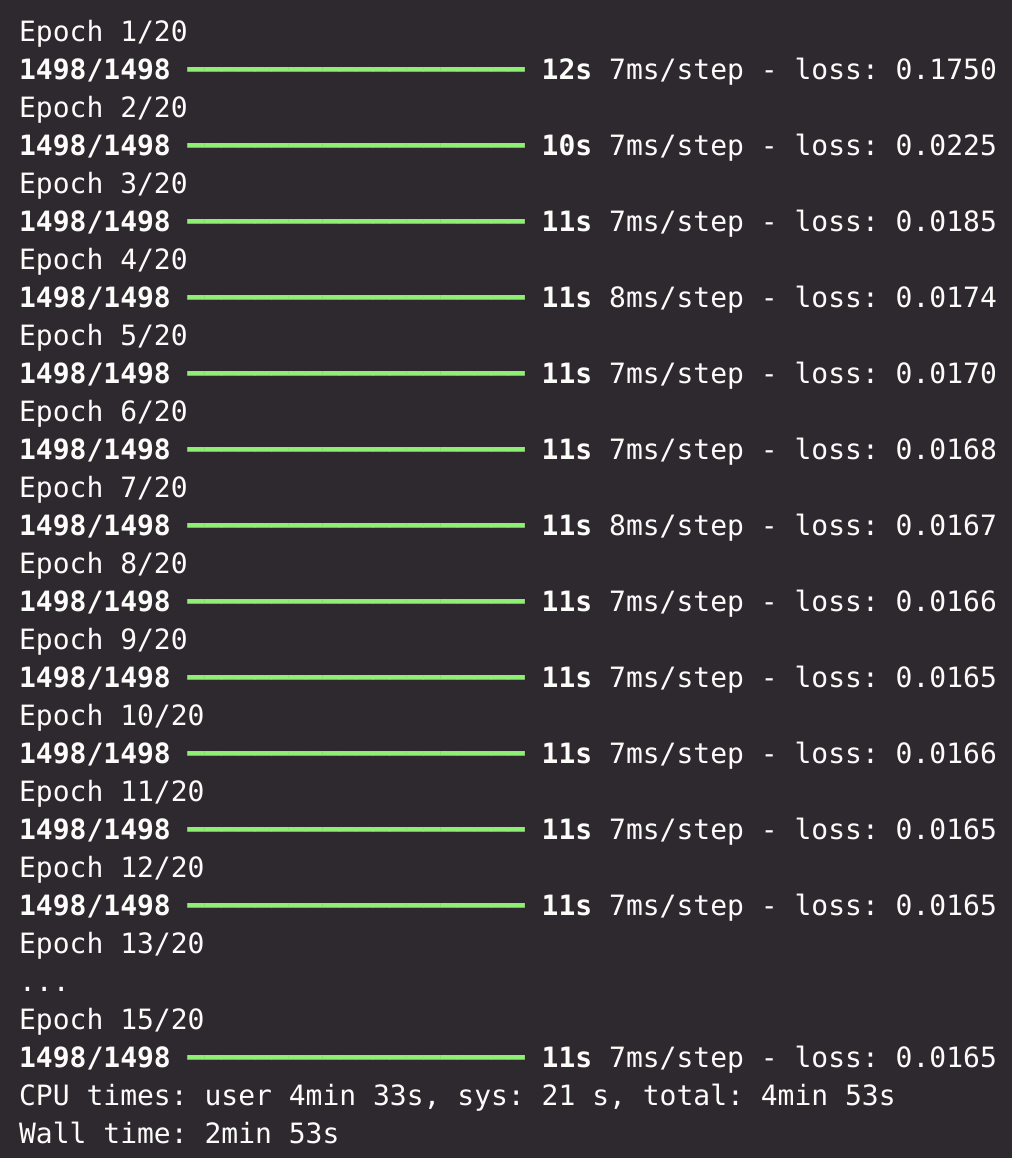 Epoch 1/20
1498/1498 ━━━━━━━━━━━━━━━━━━━━ 12s 7ms/step - loss: 0.1750
Epoch 2/20
1498/1498 ━━━━━━━━━━━━━━━━━━━━ 10s 7ms/step - loss: 0.0225
Epoch 3/20
1498/1498 ━━━━━━━━━━━━━━━━━━━━ 11s 7ms/step - loss: 0.0185
Epoch 4/20
1498/1498 ━━━━━━━━━━━━━━━━━━━━ 11s 8ms/step - loss: 0.0174
Epoch 5/20
1498/1498 ━━━━━━━━━━━━━━━━━━━━ 11s 7ms/step - loss: 0.0170
Epoch 6/20
1498/1498 ━━━━━━━━━━━━━━━━━━━━ 11s 7ms/step - loss: 0.0168
Epoch 7/20
1498/1498 ━━━━━━━━━━━━━━━━━━━━ 11s 8ms/step - loss: 0.0167
Epoch 8/20
1498/1498 ━━━━━━━━━━━━━━━━━━━━ 11s 7ms/step - loss: 0.0166
Epoch 9/20
1498/1498 ━━━━━━━━━━━━━━━━━━━━ 11s 7ms/step - loss: 0.0165
Epoch 10/20
1498/1498 ━━━━━━━━━━━━━━━━━━━━ 11s 7ms/step - loss: 0.0166
Epoch 11/20
1498/1498 ━━━━━━━━━━━━━━━━━━━━ 11s 7ms/step - loss: 0.0165
Epoch 12/20
1498/1498 ━━━━━━━━━━━━━━━━━━━━ 11s 7ms/step - loss: 0.0165
Epoch 13/20
...
Epoch 15/20
1498/1498 ━━━━━━━━━━━━━━━━━━━━ 11s 7ms/step - loss: 0.0165
CPU times: user 4min 33s, sys: 21 s, total: 4min 53s
Wall time: 2min 53s